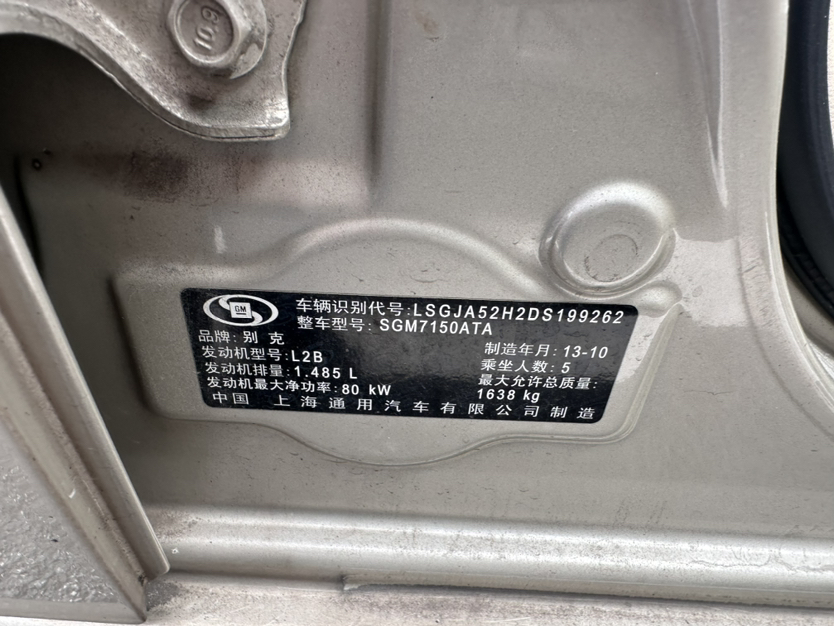 10.9
GM
车辆识别代号:LSGJA52H2DS199262
整车型号: SGM7150ATA
品牌: 别 克
制造年月: 13-10
发动机型号: L2B
乘坐人数: 5
发动机排量: 1.485 L
最大允许总质量:
发动机最大净功率: 80 kW
1638 kg
中国 上海通用汽车有限公司制造